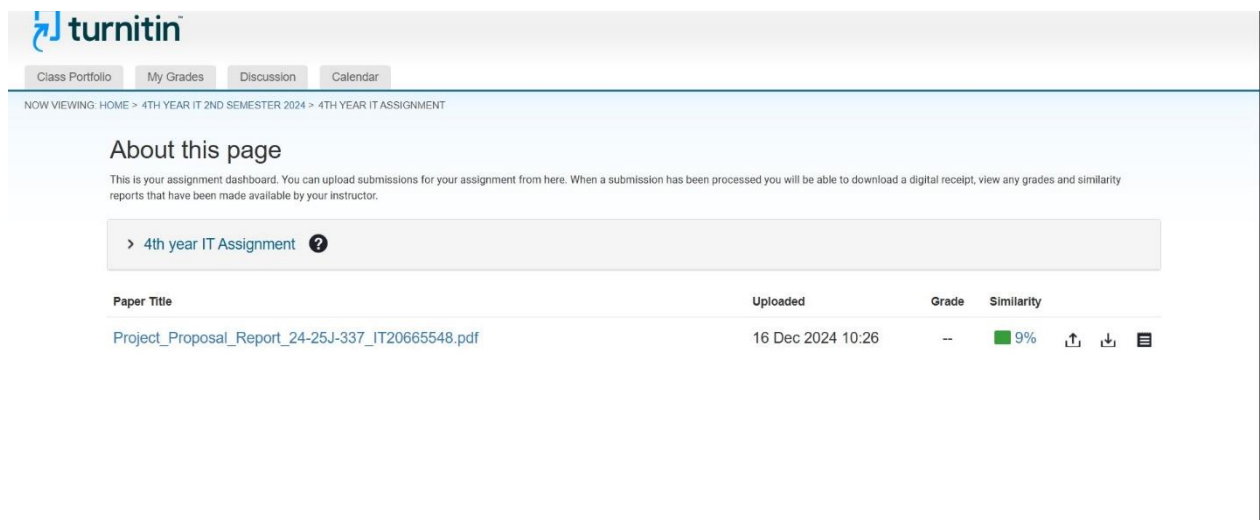 turnitin
Class Portfolio My Grades Discussion Calendar
NOW VIEWING: HOME > 4TH YEAR IT 2ND SEMESTER 2024 > 4TH YEAR IT ASSIGNMENT
About this page
This is your assignment dashboard. You can upload submissions for your assignment from here. When a submission has been processed you will be able to download a digital receipt, view any grades and similarity
reports that have been made available by your instructor.
> 4th year IT Assignment ?
Paper Title Uploaded Grade Similarity
Project_Proposal_Report_24-25J-337_IT20665548.pdf 16 Dec 2024 10:26 -- 9%